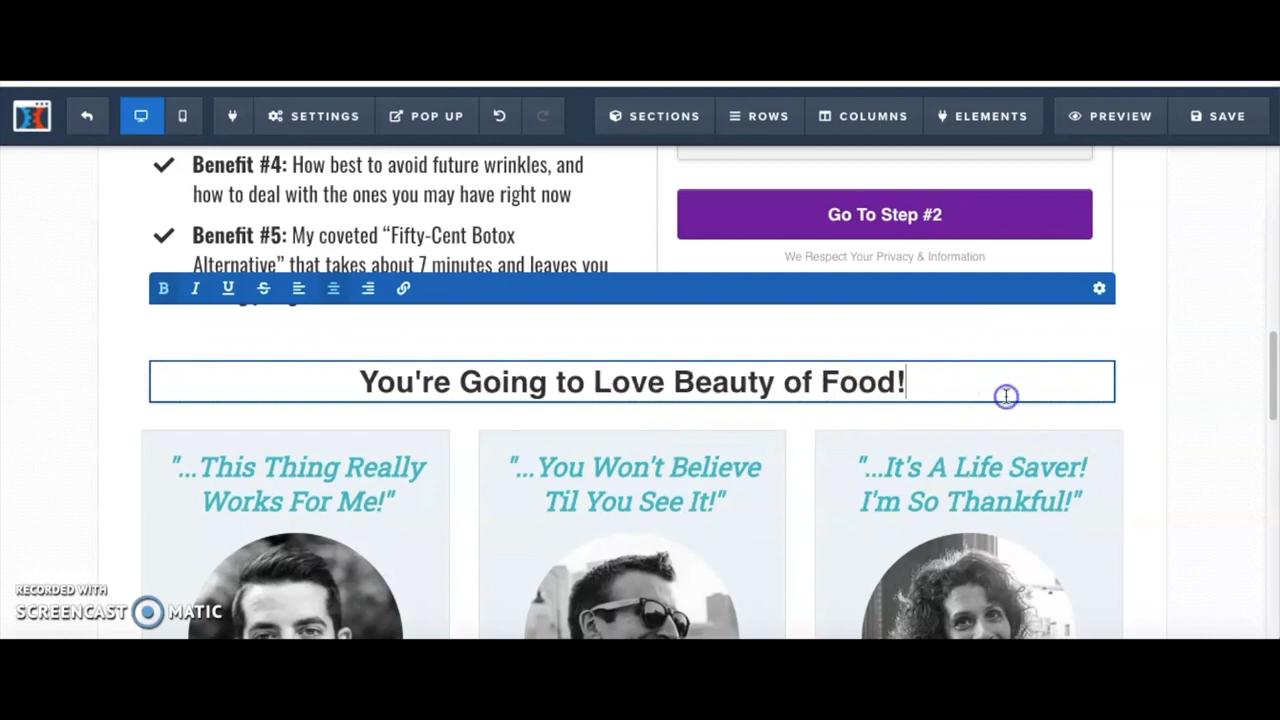 SETTINGS POP UP SECTIONS ROWS COLUMNS ELEMENTS PREVIEW SAVE
Benefit #4: How best to avoid future wrinkles, and
how to deal with the ones you may have right now
Benefit #5: My coveted “Fifty-Cent Botox
Alternative” that takes about 7 minutes and leaves you
Go To Step #2
We Respect Your Privacy & Information
B I U S
You're Going to Love Beauty of Food!
"...This Thing Really
Works For Me!"
"...You Won't Believe
Til You See It!"
"...It's A Life Saver!
I'm So Thankful!"
RECORDED WITH
SCREENCAST MATIC